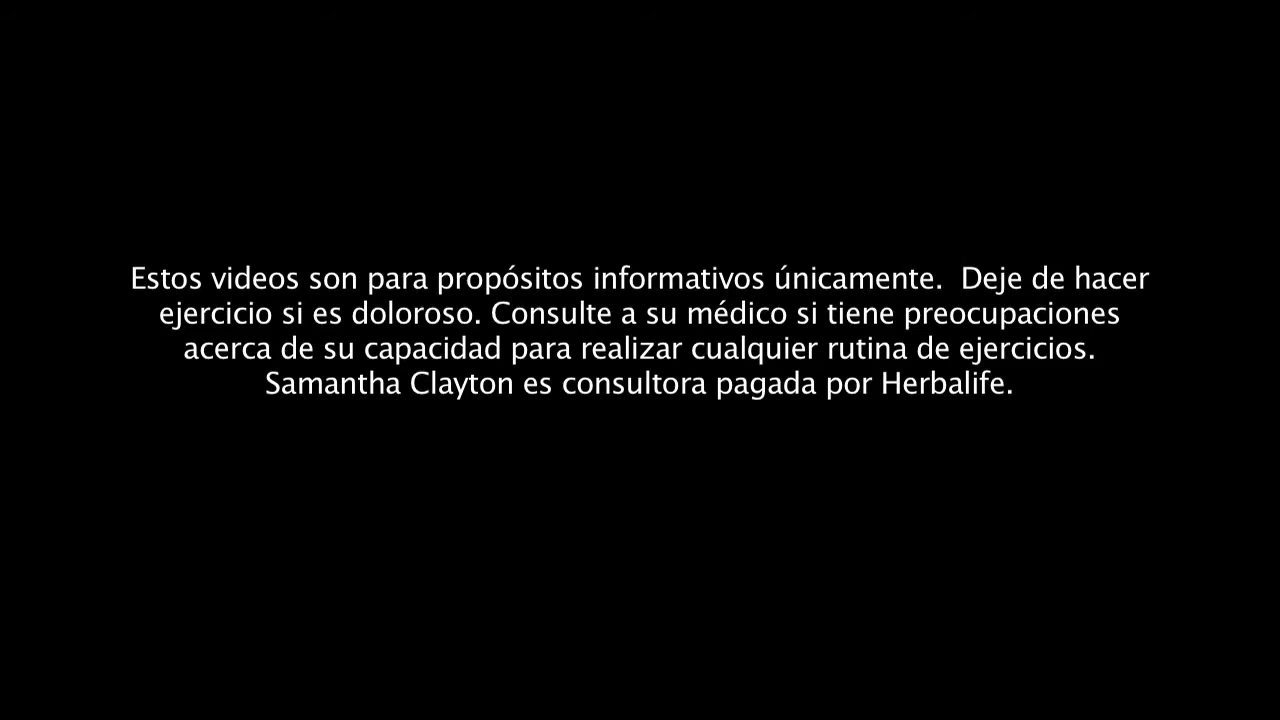 Estos videos son para propósitos informativos únicamente.  Deje de hacer
ejercicio si es doloroso. Consulte a su médico si tiene preocupaciones
acerca de su capacidad para realizar cualquier rutina de ejercicios.
Samantha Clayton es consultora pagada por Herbalife.